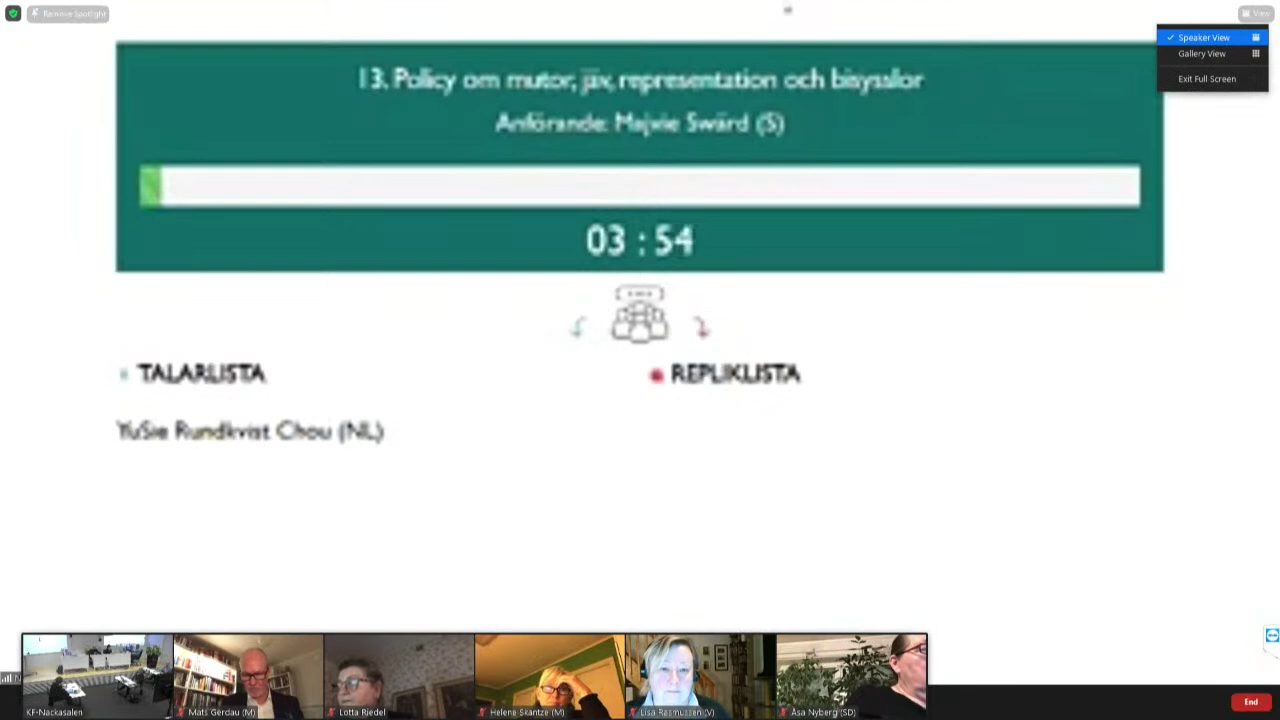 Remove Spotlight
View
Speaker View
Gallery View
Exit Full Screen
13. Policy om mutor, jäv, representation och bisysslor
Anförande: Majvie Swärd (S)
03 : 54
TALARLISTA
REPLIKLISTA
YuSie Rundkvist Chou (NL)
KF-Nackasalen
Mats Gerdau (M)
Lotta Riedel
Helene Skantze (M)
Lisa Rasmussen (V)
Åsa Nyberg (SD)
End